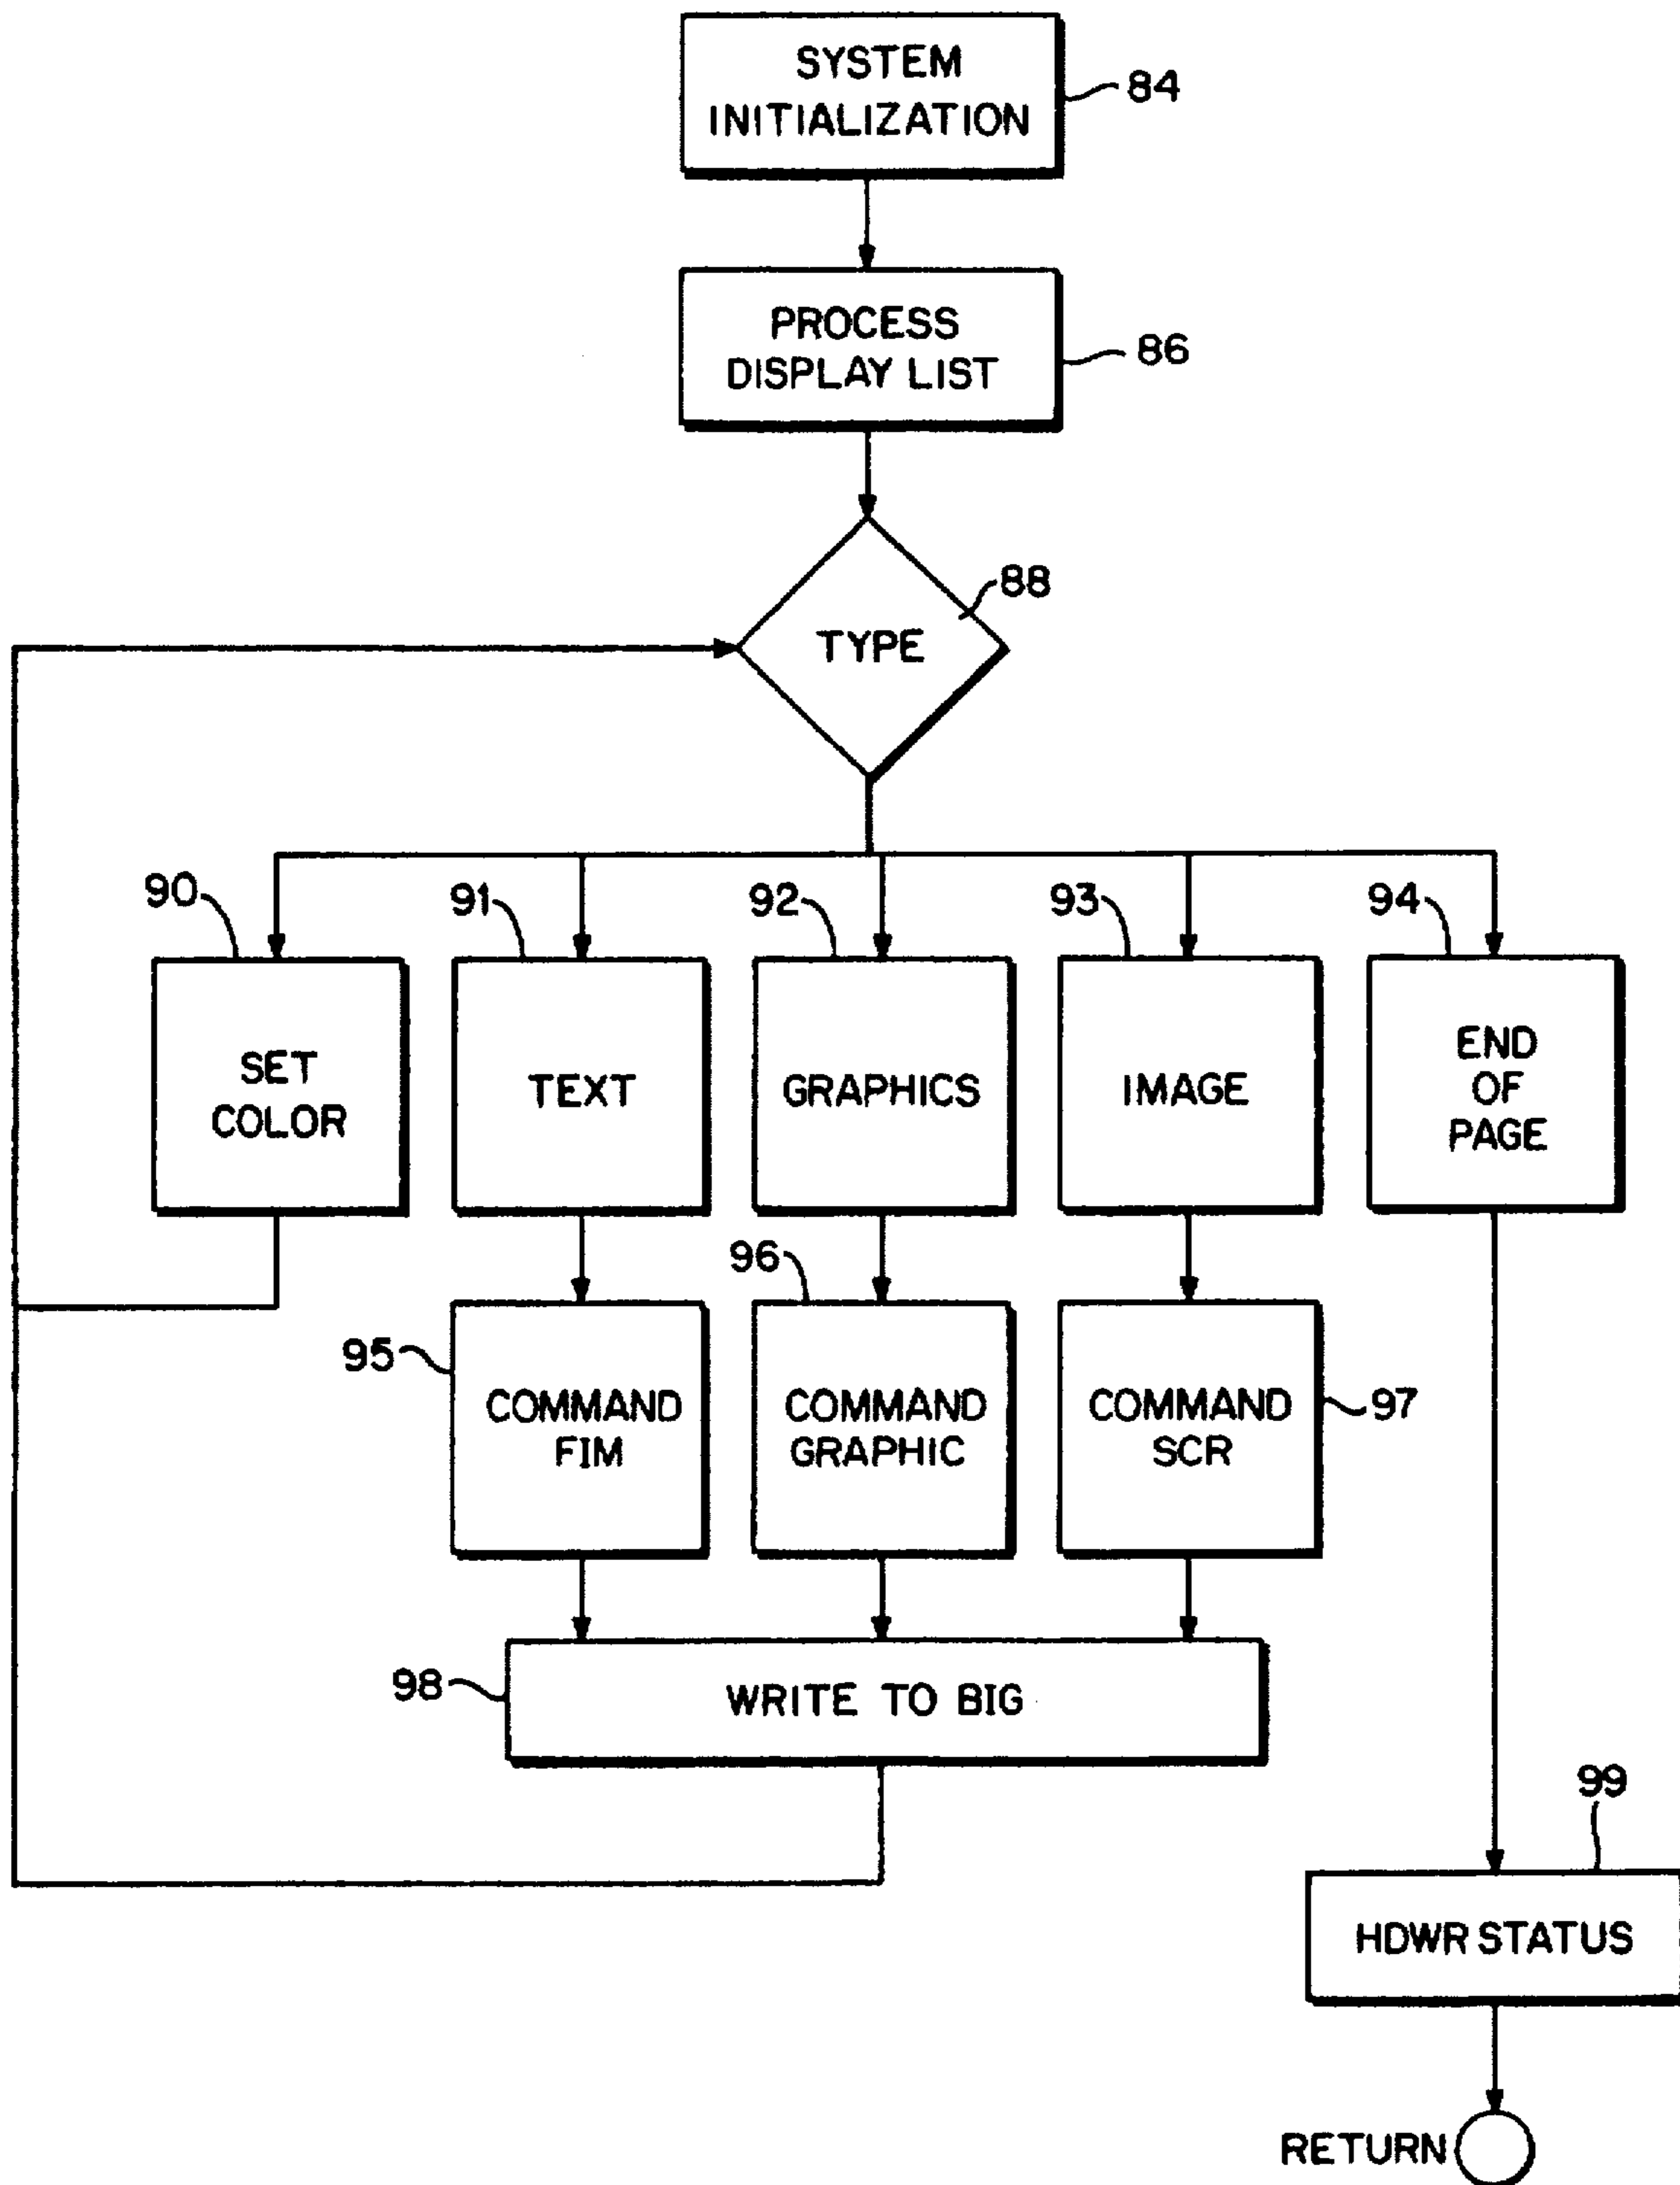 SYSTEM
INITIALIZATION
84
PROCESS
DISPLAY LIST
86
88
TYPE
90
91
92
93
94
SET
COLOR
TEXT
GRAPHICS
IMAGE
END
OF
PAGE
95
96
97
COMMAND
FIM
COMMAND
GRAPHIC
COMMAND
SCR
98
WRITE TO BIG
99
HDWR STATUS
RETURN